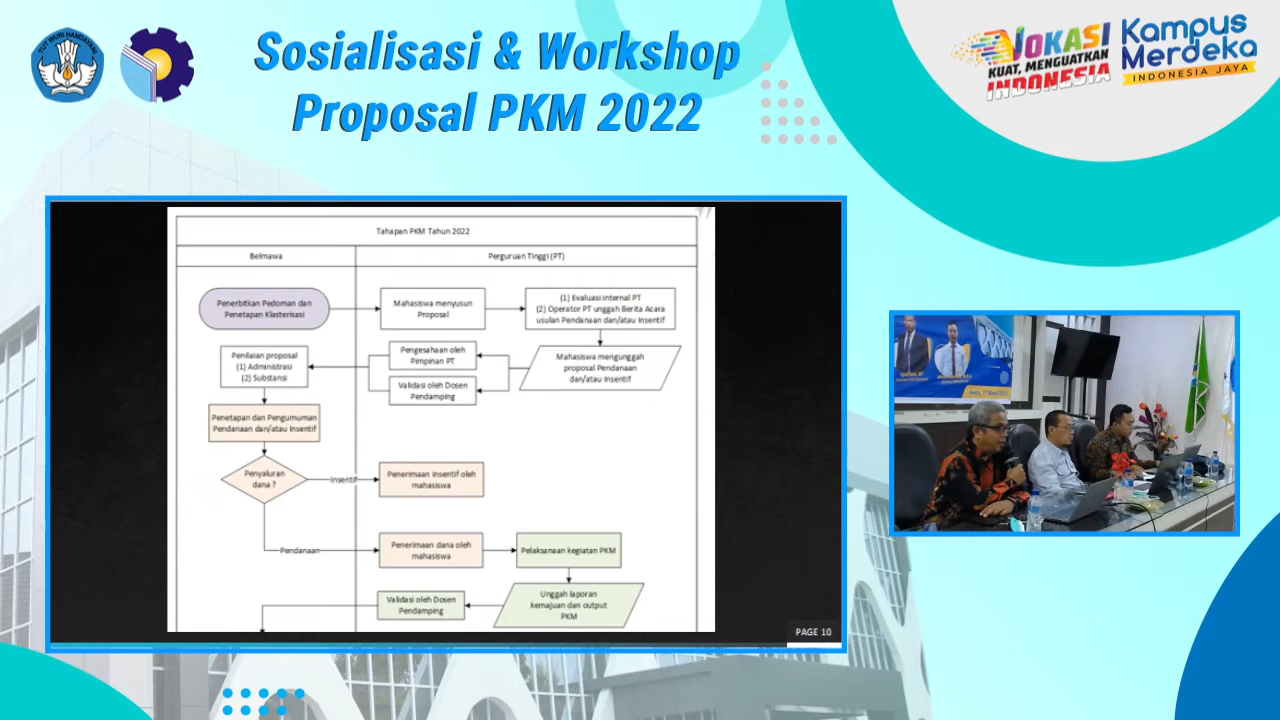 TUT WURI HANDAYANI
Sosialisasi & Workshop
Proposal PKM 2022
VOKASI
KUAT, MENGUATKAN
INDONESIA
Kampus
Merdeka
INDONESIA JAYA
Tahapan PKM Tahun 2022
Belmawa
Perguruan Tinggi (PT)
Penerbitkan Pedoman dan
Penetapan Klasterisasi
Mahasiswa menyusun
Proposal
(1) Evaluasi internal PT
(2) Operator PT unggah Berita Acara
usulan Pendanaan dan/atau Insentif
Penilaian proposal
(1) Administrasi
(2) Substansi
Pengesahaan oleh
Pimpinan PT
Validasi oleh Dosen
Pendamping
Mahasiswa mengunggah
proposal Pendanaan
dan/atau Insentif
Penetapan dan Pengumuman
Pendanaan dan/atau Insentif
Penyaluran
dana ?
Insentif
Penerimaan Insentif oleh
mahasiswa
Pendanaan
Penerimaan dana oleh
mahasiswa
Pelaksanaan kegiatan PKM
Validasi oleh Dosen
Pendamping
Unggah laporan
kemajuan dan output
PKM
PAGE 10